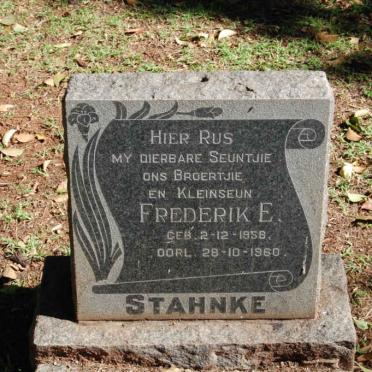 HIER RUS
MY DIERBARE SEUNTJIE
ONS BROERTJIE
EN KLEINSEUN
FREDERIK E.
GEB. 2-12-1958.
OORL. 28-10-1960.
STAHNKE